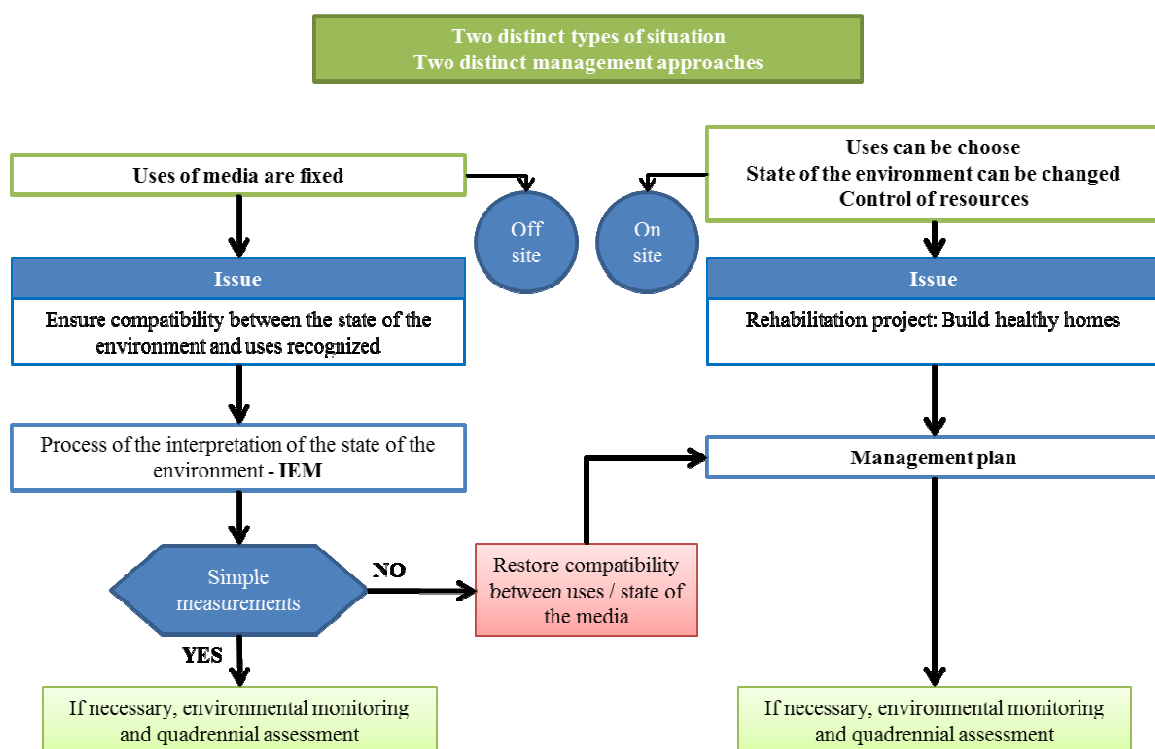 Two distinct types of situation
Two distinct management approaches
Uses of media are fixed
Off
site
On
site
Uses can be choose
State of the environment can be changed
Control of resources
Issue
Ensure compatibility between the state of the
environment and uses recognized
Issue
Rehabilitation project: Build healthy homes
Process of the interpretation of the state of the
environment - IEM
Management plan
Simple
measurements
NO
Restore compatibility
between uses / state of
the media
YES
If necessary, environmental monitoring
and quadrennial assessment
If necessary, environmental monitoring
and quadrennial assessment